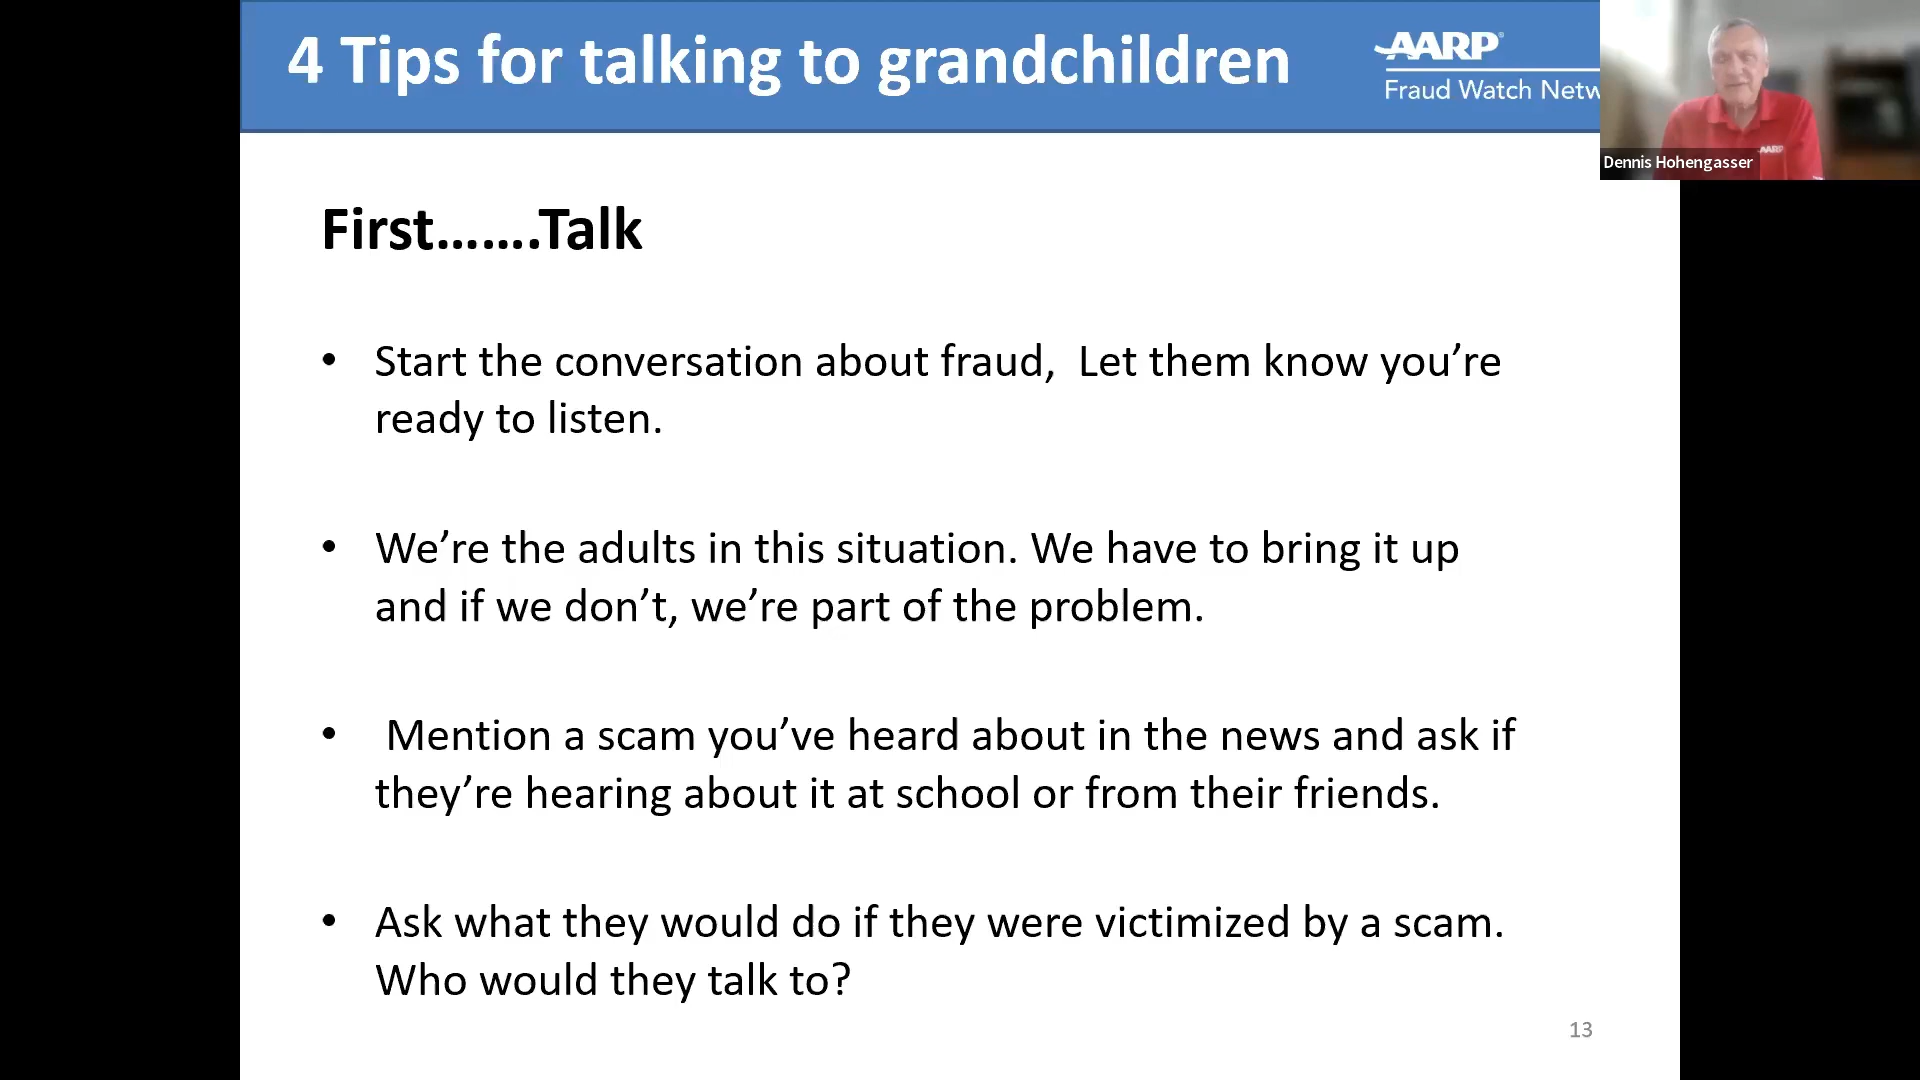 4 Tips for talking to grandchildren
AARP®
Fraud Watch Netw
Dennis Hohengasser
AARP
First…….Talk
• Start the conversation about fraud,  Let them know you’re
ready to listen.
• We’re the adults in this situation. We have to bring it up
and if we don’t, we’re part of the problem.
• Mention a scam you’ve heard about in the news and ask if
they’re hearing about it at school or from their friends.
• Ask what they would do if they were victimized by a scam.
Who would they talk to?
13